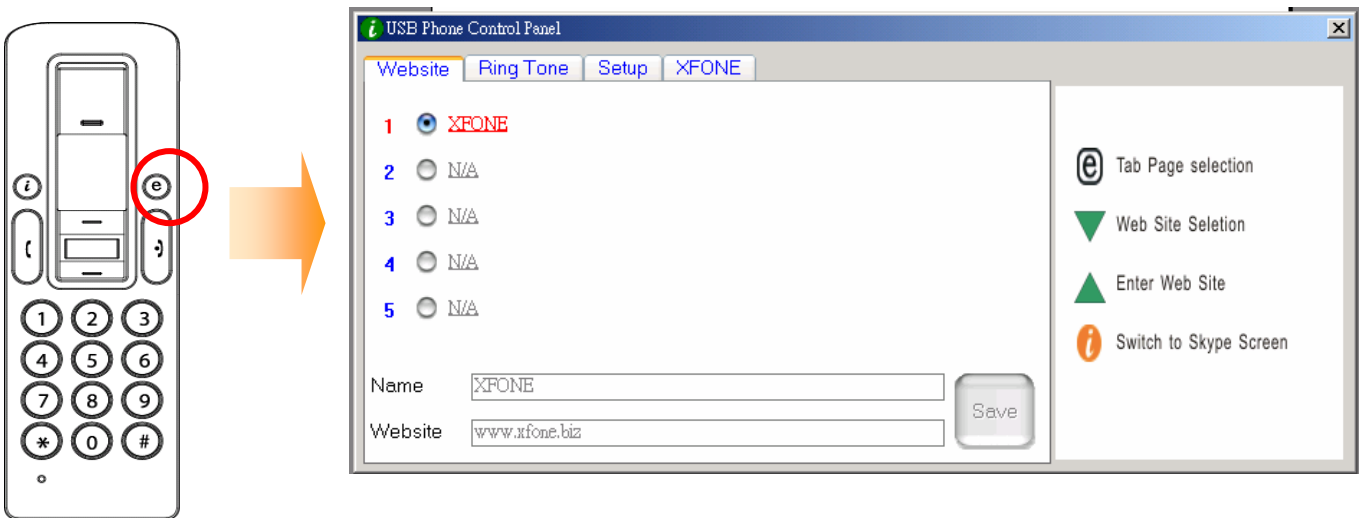 i e
1 2 3
4 5 6
7 8 9
* 0 #
i USB Phone Control Panel
Website Ring Tone Setup XFONE
1 XFONE
2 N/A
3 N/A
4 N/A
5 N/A
Name XFONE
Website www.xfone.biz
Save
e Tab Page selection
Web Site Seletion
Enter Web Site
i Switch to Skype Screen